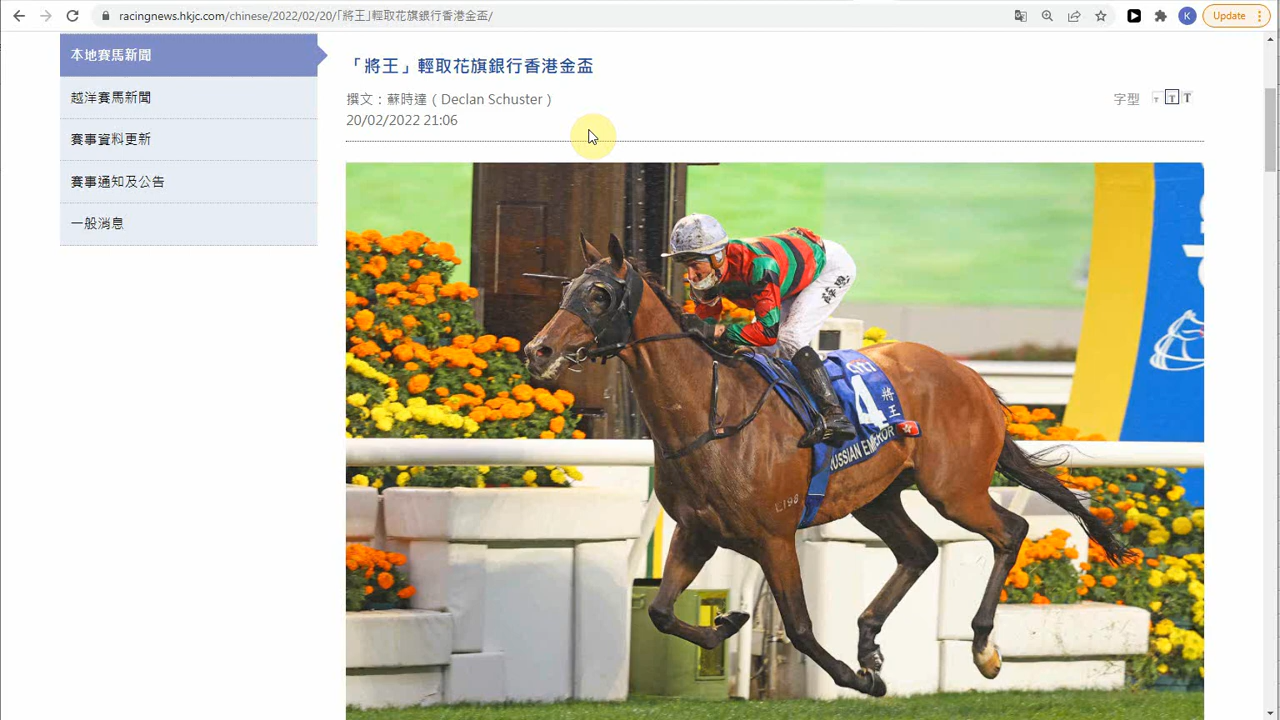 racingnews.hkjc.com/chinese/2022/02/20/「將王」輕取花旗銀行香港金盃/
K
Update
本地賽馬新聞
越洋賽馬新聞
賽事資料更新
賽事通知及公告
一般消息
「將王」輕取花旗銀行香港金盃
撰文：蘇時達 ( Declan Schuster )
20/02/2022 21:06
字型 T T T
citi
4
將王
RUSSIAN EMPEROR
E198